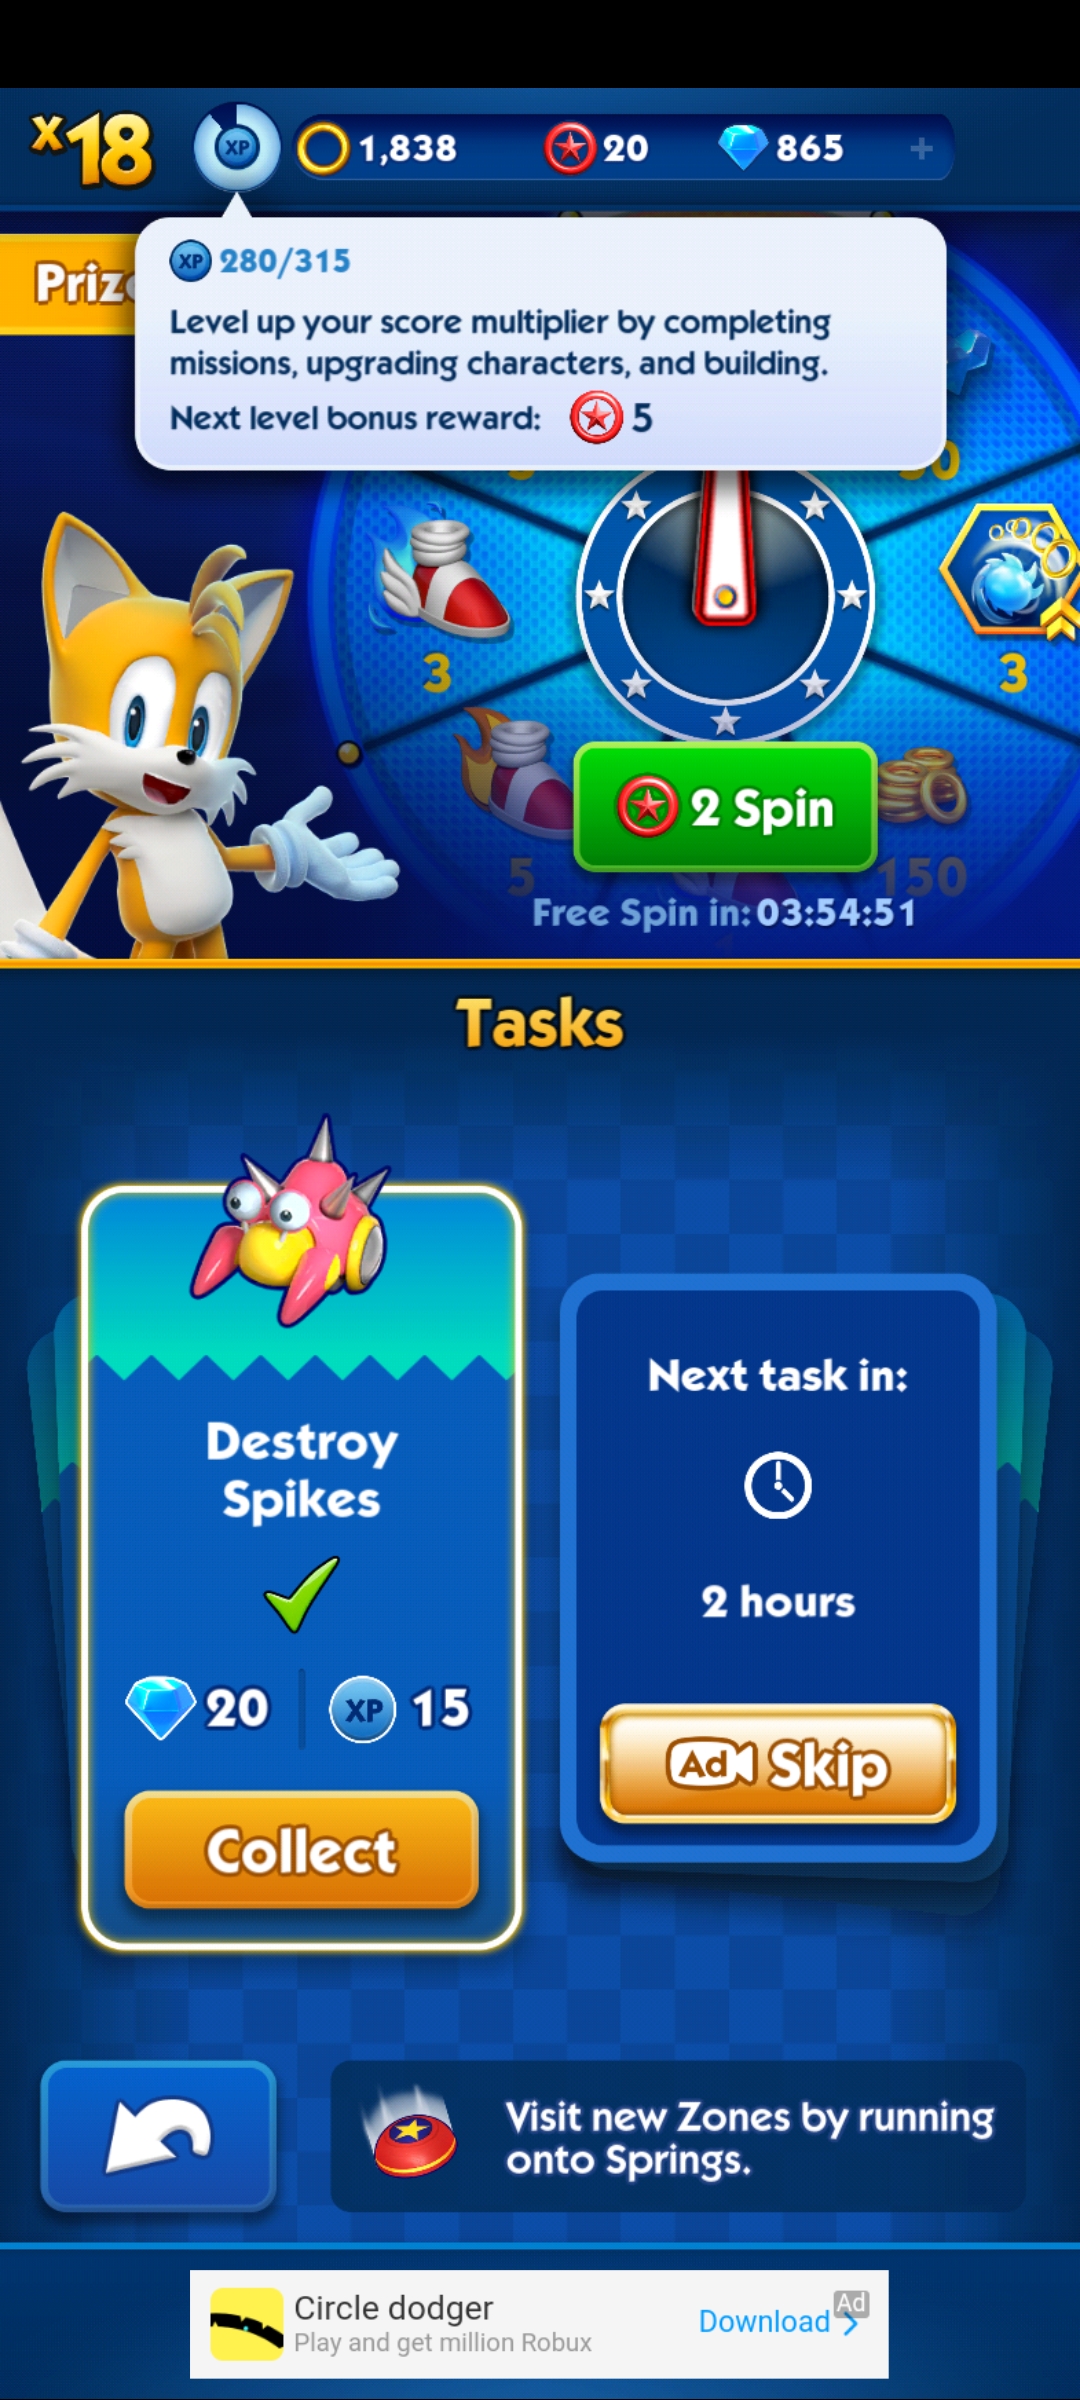 x18
XP
1,838
20
865
+
XP 280/315
Level up your score multiplier by completing
missions, upgrading characters, and building.
Next level bonus reward: 5
3
3
2 Spin
5
150
Free Spin in: 03:54:51
Tasks
Destroy
Spikes
20
XP 15
Collect
Next task in:
2 hours
Ad Skip
Visit new Zones by running
onto Springs.
Circle dodger
Play and get million Robux
Download
Ad